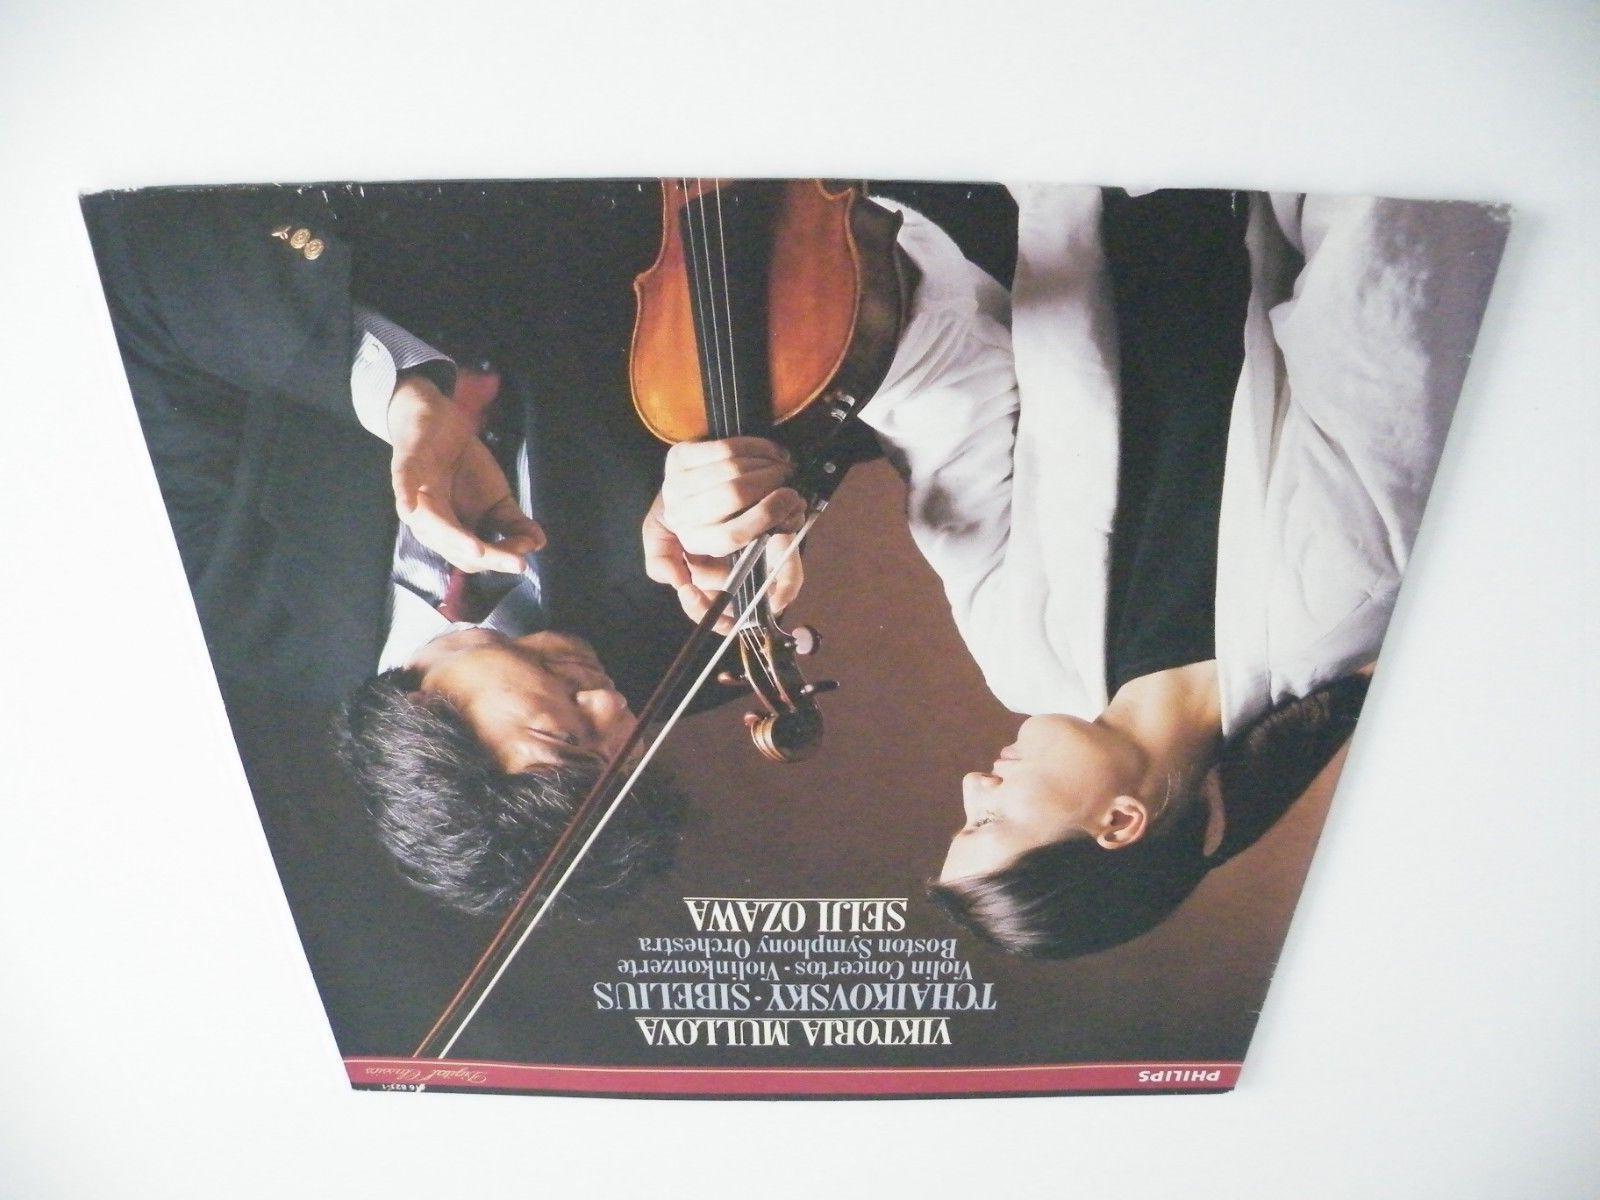 PHILIPS
Digital Classics
VIKTORIA MULLOVA
TCHAIKOVSKY · SIBELIUS
Violin Concertos · Violinkonzerte
Boston Symphony Orchestra
SEIJI OZAWA